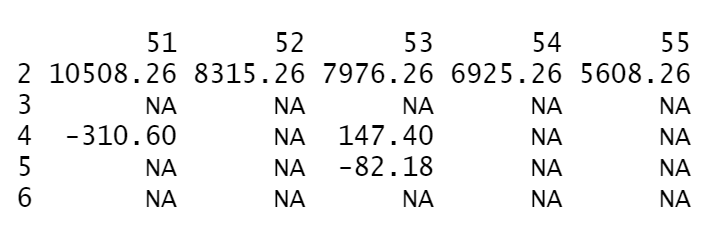 51 52 53 54 55
2 10508.26 8315.26 7976.26 6925.26 5608.26
3 NA NA NA NA NA
4 -310.60 NA 147.40 NA NA
5 NA NA -82.18 NA NA
6 NA NA NA NA NA